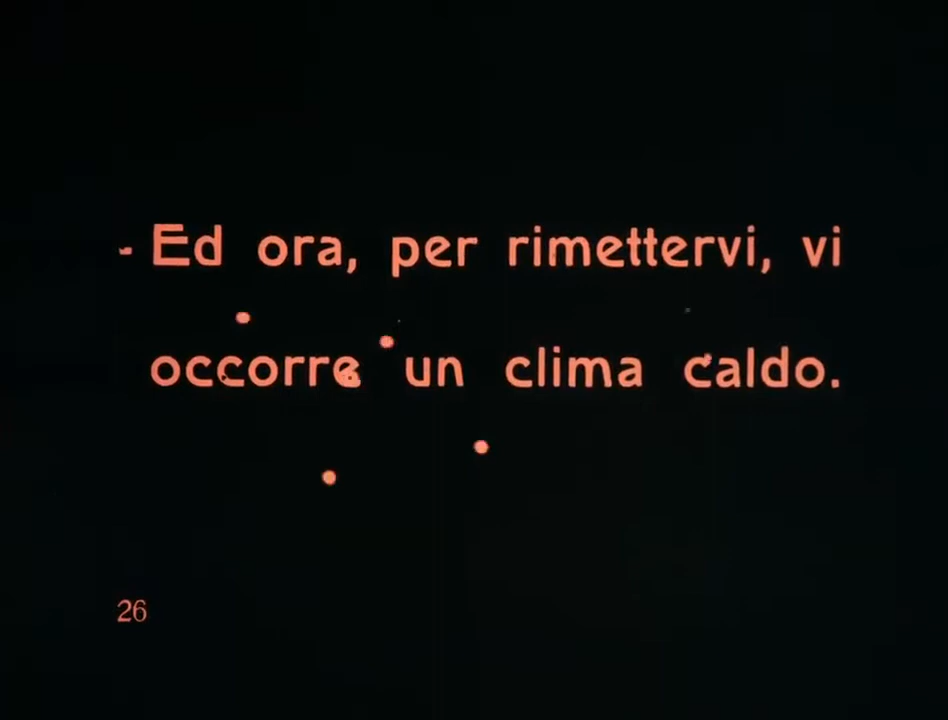 - Ed ora, per rimettervi, vi
occorre un clima caldo.
26